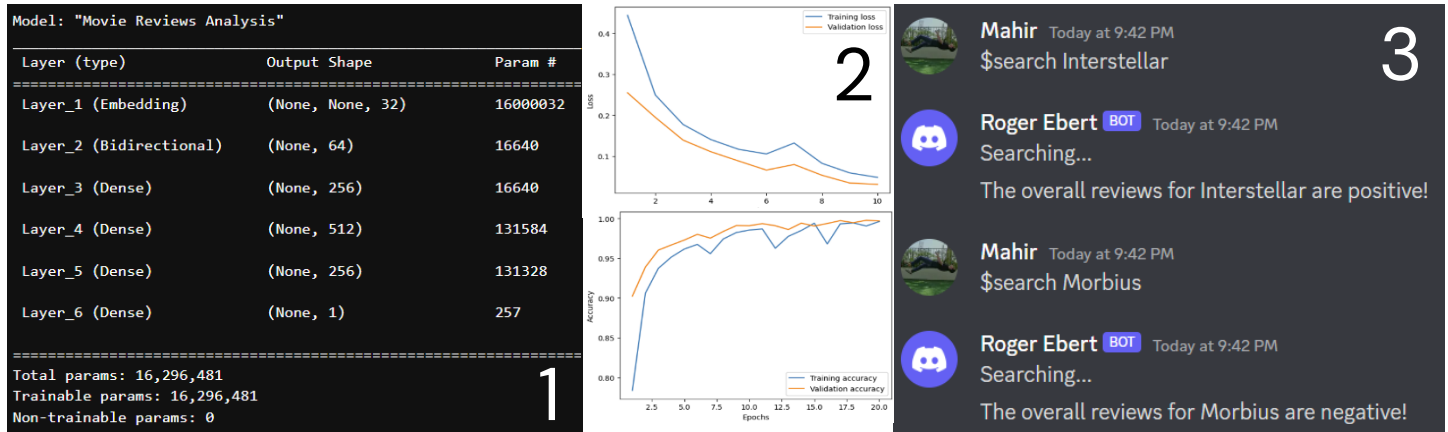 Model: "Movie Reviews Analysis"
Layer (type) Output Shape Param #
Layer_1 (Embedding) (None, None, 32) 16000032
Layer_2 (Bidirectional) (None, 64) 16640
Layer_3 (Dense) (None, 256) 16640
Layer_4 (Dense) (None, 512) 131584
Layer_5 (Dense) (None, 256) 131328
Layer_6 (Dense) (None, 1) 257
Total params: 16,296,481
Trainable params: 16,296,481
Non-trainable params: 0
1
Training loss
Validation loss
2
Loss
0.4
0.3
0.2
0.1
2 4 6 8 10
Accuracy
1.00
0.95
0.90
0.85
0.80
Training accuracy
Validation accuracy
2.5 5.0 7.5 10.0 12.5 15.0 17.5 20.0
Epochs
3
Mahir Today at 9:42 PM
$search Interstellar
Roger Ebert BOT Today at 9:42 PM
Searching...
The overall reviews for Interstellar are positive!
Mahir Today at 9:42 PM
$search Morbius
Roger Ebert BOT Today at 9:42 PM
Searching...
The overall reviews for Morbius are negative!